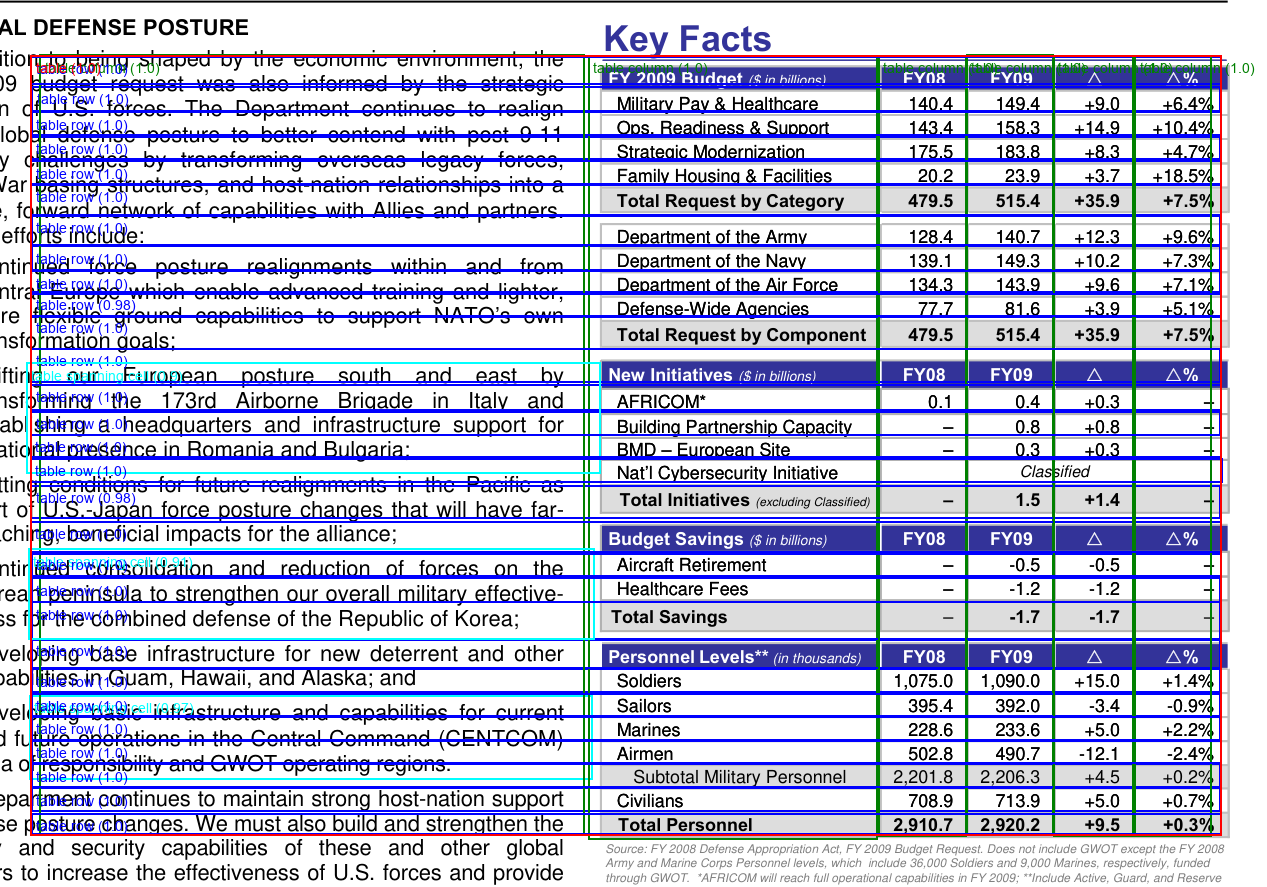 AL DEFENSE POSTURE
ition to being shaped by the economic environment, the
09 budget request was also informed by the strategic
n of U.S. forces. The Department continues to realign
global defense posture to better contend with post 9-11
y challenges by transforming overseas legacy forces,
War basing structures, and host-nation relationships into a
e, forward network of capabilities with Allies and partners.
efforts include:
ntinued force posture realignments within and from
ntral Europe which enable advanced training and lighter,
re flexible ground capabilities to support NATO's own
nsformation goals;
ifting our European posture south and east by
nsforming the 173rd Airborne Brigade in Italy and
tablishing a headquarters and infrastructure support for
ational presence in Romania and Bulgaria;
tting conditions for future realignments in the Pacific as
rt of U.S.-Japan force posture changes that will have far-
ching, beneficial impacts for the alliance;
ntinued consolidation and reduction of forces on the
rean peninsula to strengthen our overall military effective-
ss for the combined defense of the Republic of Korea;
veloping base infrastructure for new deterrent and other
pabilities in Guam, Hawaii, and Alaska; and
veloping basic infrastructure and capabilities for current
d future operations in the Central Command (CENTCOM)
a of responsibility and GWOT operating regions.
epartment continues to maintain strong host-nation support
se posture changes. We must also build and strengthen the
y and security capabilities of these and other global
rs to increase the effectiveness of U.S. forces and provide
Key Facts
FY 2009 Budget ($ in billions) FY08 FY09 △ △%
Military Pay & Healthcare 140.4 149.4 +9.0 +6.4%
Ops. Readiness & Support 143.4 158.3 +14.9 +10.4%
Strategic Modernization 175.5 183.8 +8.3 +4.7%
Family Housing & Facilities 20.2 23.9 +3.7 +18.5%
Total Request by Category 479.5 515.4 +35.9 +7.5%
Department of the Army 128.4 140.7 +12.3 +9.6%
Department of the Navy 139.1 149.3 +10.2 +7.3%
Department of the Air Force 134.3 143.9 +9.6 +7.1%
Defense-Wide Agencies 77.7 81.6 +3.9 +5.1%
Total Request by Component 479.5 515.4 +35.9 +7.5%
New Initiatives ($ in billions) FY08 FY09 △ △%
AFRICOM* 0.1 0.4 +0.3 –
Building Partnership Capacity – 0.8 +0.8 –
BMD – European Site – 0.3 +0.3 –
Nat'l Cybersecurity Initiative Classified
Total Initiatives (excluding Classified) – 1.5 +1.4 –
Budget Savings ($ in billions) FY08 FY09 △ △%
Aircraft Retirement – -0.5 -0.5 –
Healthcare Fees – -1.2 -1.2 –
Total Savings – -1.7 -1.7 –
Personnel Levels** (in thousands) FY08 FY09 △ △%
Soldiers 1,075.0 1,090.0 +15.0 +1.4%
Sailors 395.4 392.0 -3.4 -0.9%
Marines 228.6 233.6 +5.0 +2.2%
Airmen 502.8 490.7 -12.1 -2.4%
Subtotal Military Personnel 2,201.8 2,206.3 +4.5 +0.2%
Civilians 708.9 713.9 +5.0 +0.7%
Total Personnel 2,910.7 2,920.2 +9.5 +0.3%
Source: FY 2008 Defense Appropriation Act, FY 2009 Budget Request. Does not include GWOT except the FY 2008
Army and Marine Corps Personnel levels, which include 36,000 Soldiers and 9,000 Marines, respectively, funded
through GWOT. *AFRICOM will reach full operational capabilities in FY 2009; **Include Active, Guard, and Reserve